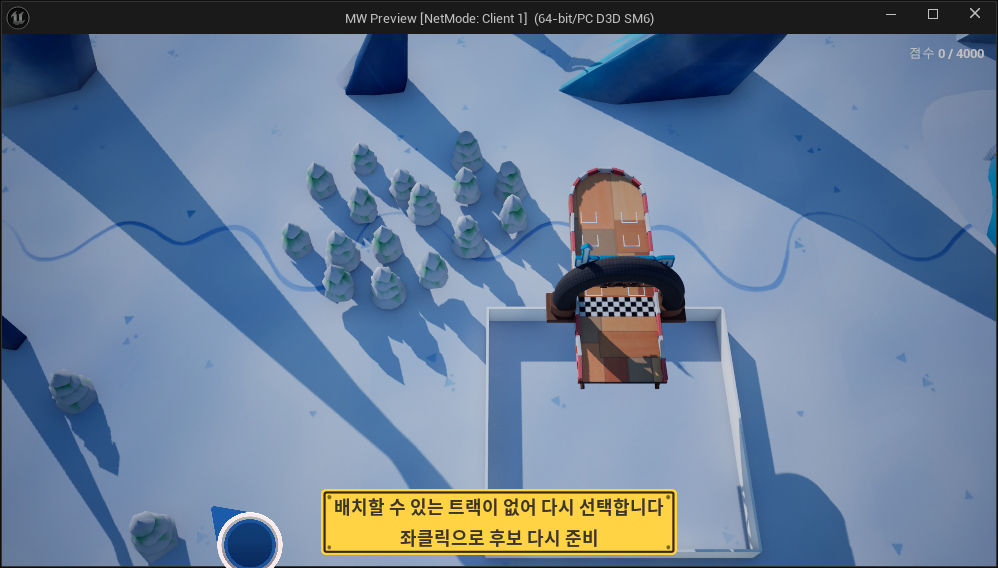 MW Preview [NetMode: Client 1] (64-bit/PC D3D SM6)
점수 0 / 4000
배치할 수 있는 트랙이 없어 다시 선택합니다
좌클릭으로 후보 다시 준비